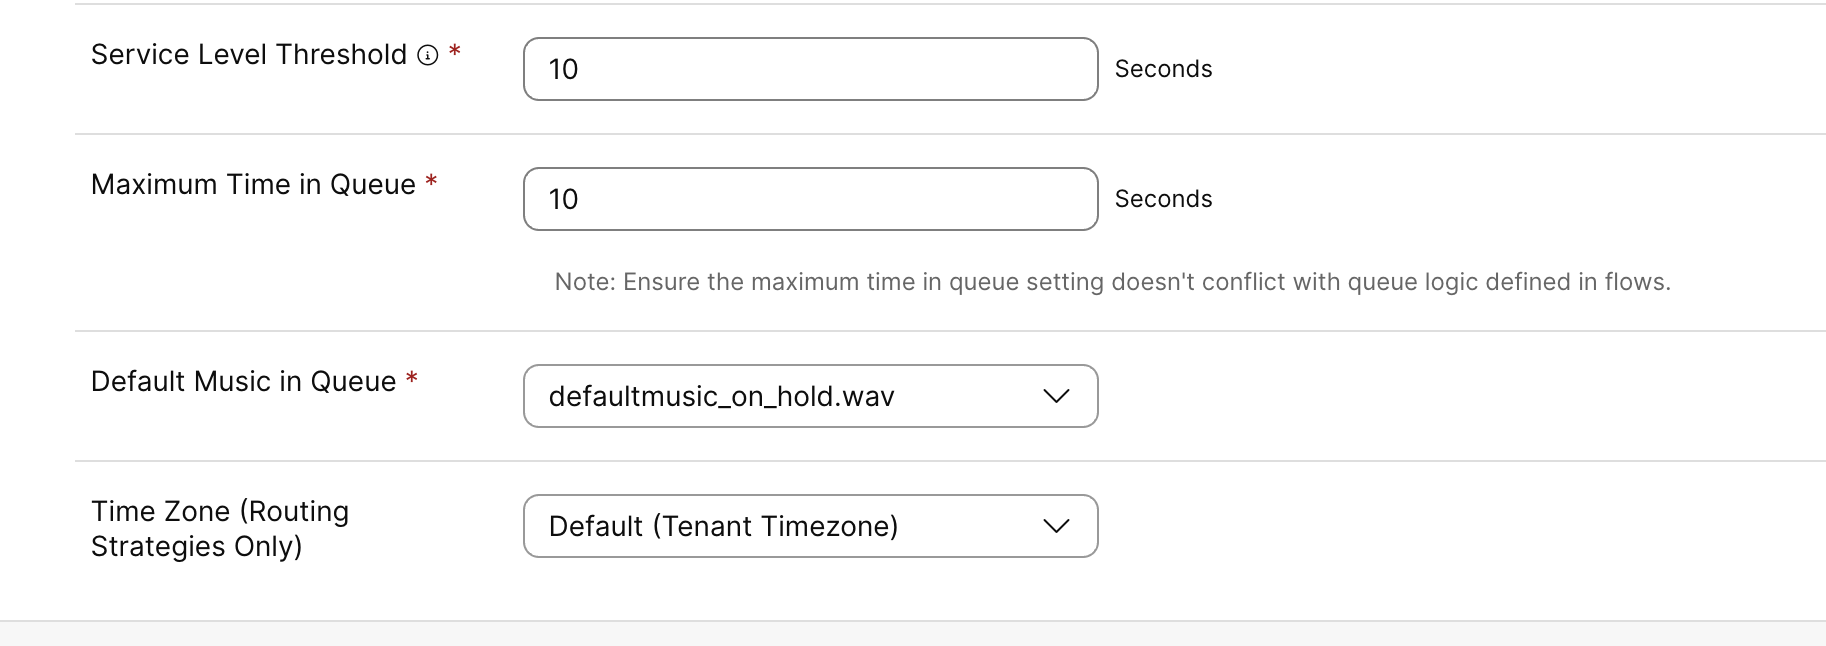 Service Level Threshold *
10
Seconds
Maximum Time in Queue *
10
Seconds
Note: Ensure the maximum time in queue setting doesn't conflict with queue logic defined in flows.
Default Music in Queue *
defaultmusic_on_hold.wav
Time Zone (Routing
Strategies Only)
Default (Tenant Timezone)